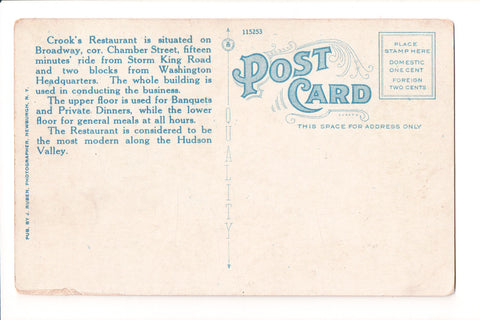 Crook's Restaurant is situated on
Broadway, cor. Chamber Street, fifteen
minutes' ride from Storm King Road
and two blocks from Washington
Headquarters. The whole building is
used in conducting the business.
The upper floor is used for Banquets
and Private Dinners, while the lower
floor for general meals at all hours.
The Restaurant is considered to be
the most modern along the Hudson
Valley.
PUB. BY J. RUBEN, PHOTOGRAPHER, NEWBURGH, N. Y.
115253
QUALITY
POST
CARD
THIS SPACE FOR ADDRESS ONLY
PLACE
STAMP HERE
DOMESTIC
ONE CENT
FOREIGN
TWO CENTS